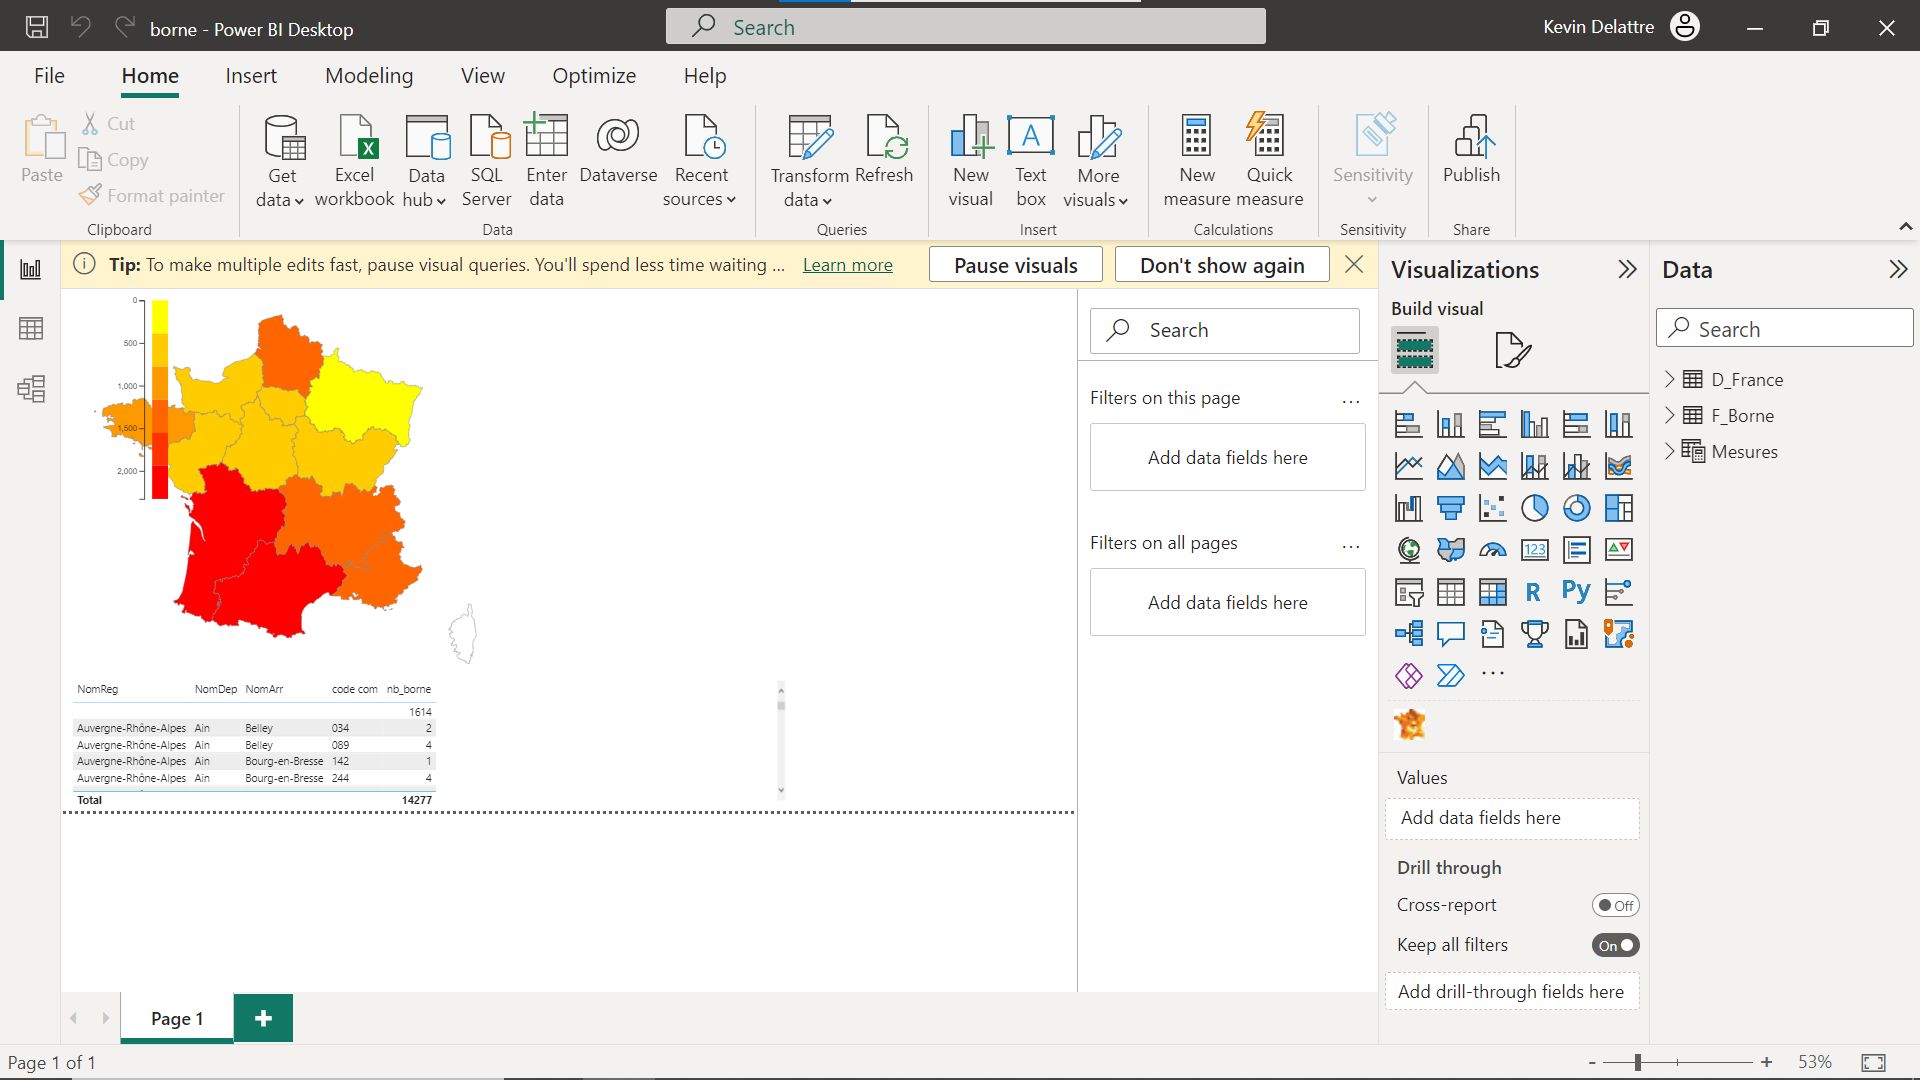 borne - Power BI Desktop
Search
Kevin Delattre
File
Home
Insert
Modeling
View
Optimize
Help
Paste
Cut
Copy
Format painter
Clipboard
Get data
Excel workbook
Data hub
SQL Server
Enter data
Dataverse
Recent sources
Data
Transform data
Refresh
Queries
New visual
A
Text box
More visuals
Insert
New measure
Quick measure
Calculations
Sensitivity
Sensitivity
Publish
Share
Tip: To make multiple edits fast, pause visual queries. You'll spend less time waiting ...
Learn more
Pause visuals
Don't show again
0
500
1,000
1,500
2,000
NomReg NomDep NomArr code com nb_borne
1614
Auvergne-Rhône-Alpes Ain Belley 034 2
Auvergne-Rhône-Alpes Ain Belley 089 4
Auvergne-Rhône-Alpes Ain Bourg-en-Bresse 142 1
Auvergne-Rhône-Alpes Ain Bourg-en-Bresse 244 4
Total 14277
Search
Filters on this page ...
Add data fields here
Filters on all pages ...
Add data fields here
Visualizations
Build visual
123
R
Py
...
Values
Add data fields here
Drill through
Cross-report
Off
Keep all filters
On
Add drill-through fields here
Data
Search
D_France
F_Borne
Mesures
Page 1
+
Page 1 of 1
- + 53%